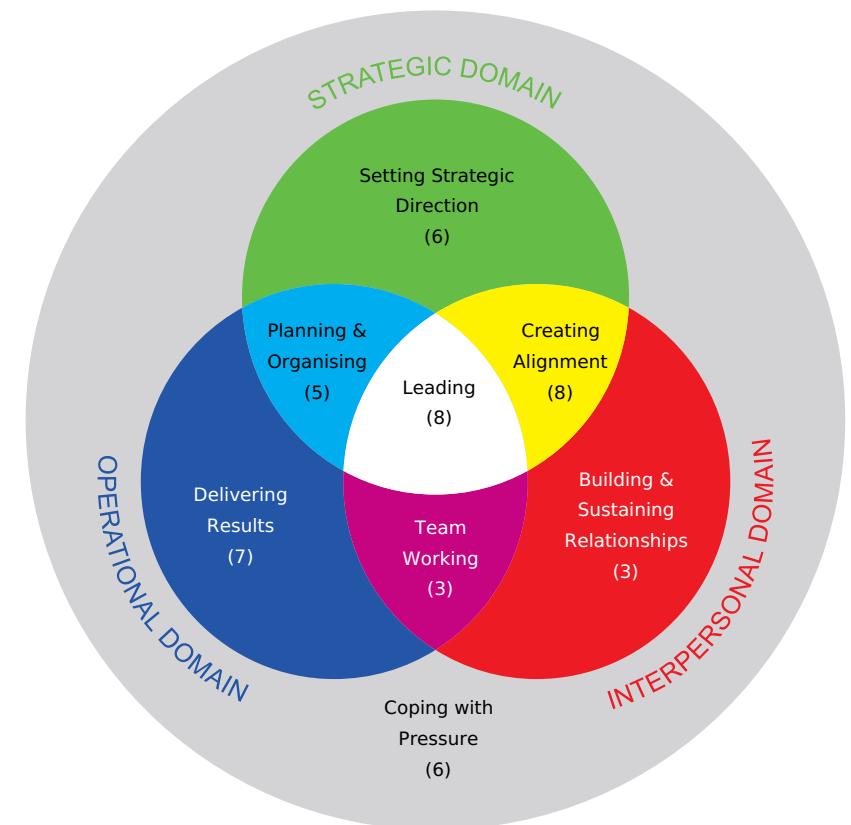 STRATEGIC DOMAIN
Setting Strategic
Direction
(6)
Planning &
Organising
(5)
Creating
Alignment
(8)
Leading
(8)
OPERATIONAL DOMAIN
Delivering
Results
(7)
Team
Working
(3)
Building &
Sustaining
Relationships
(3)
INTERPERSONAL DOMAIN
Coping with
Pressure
(6)